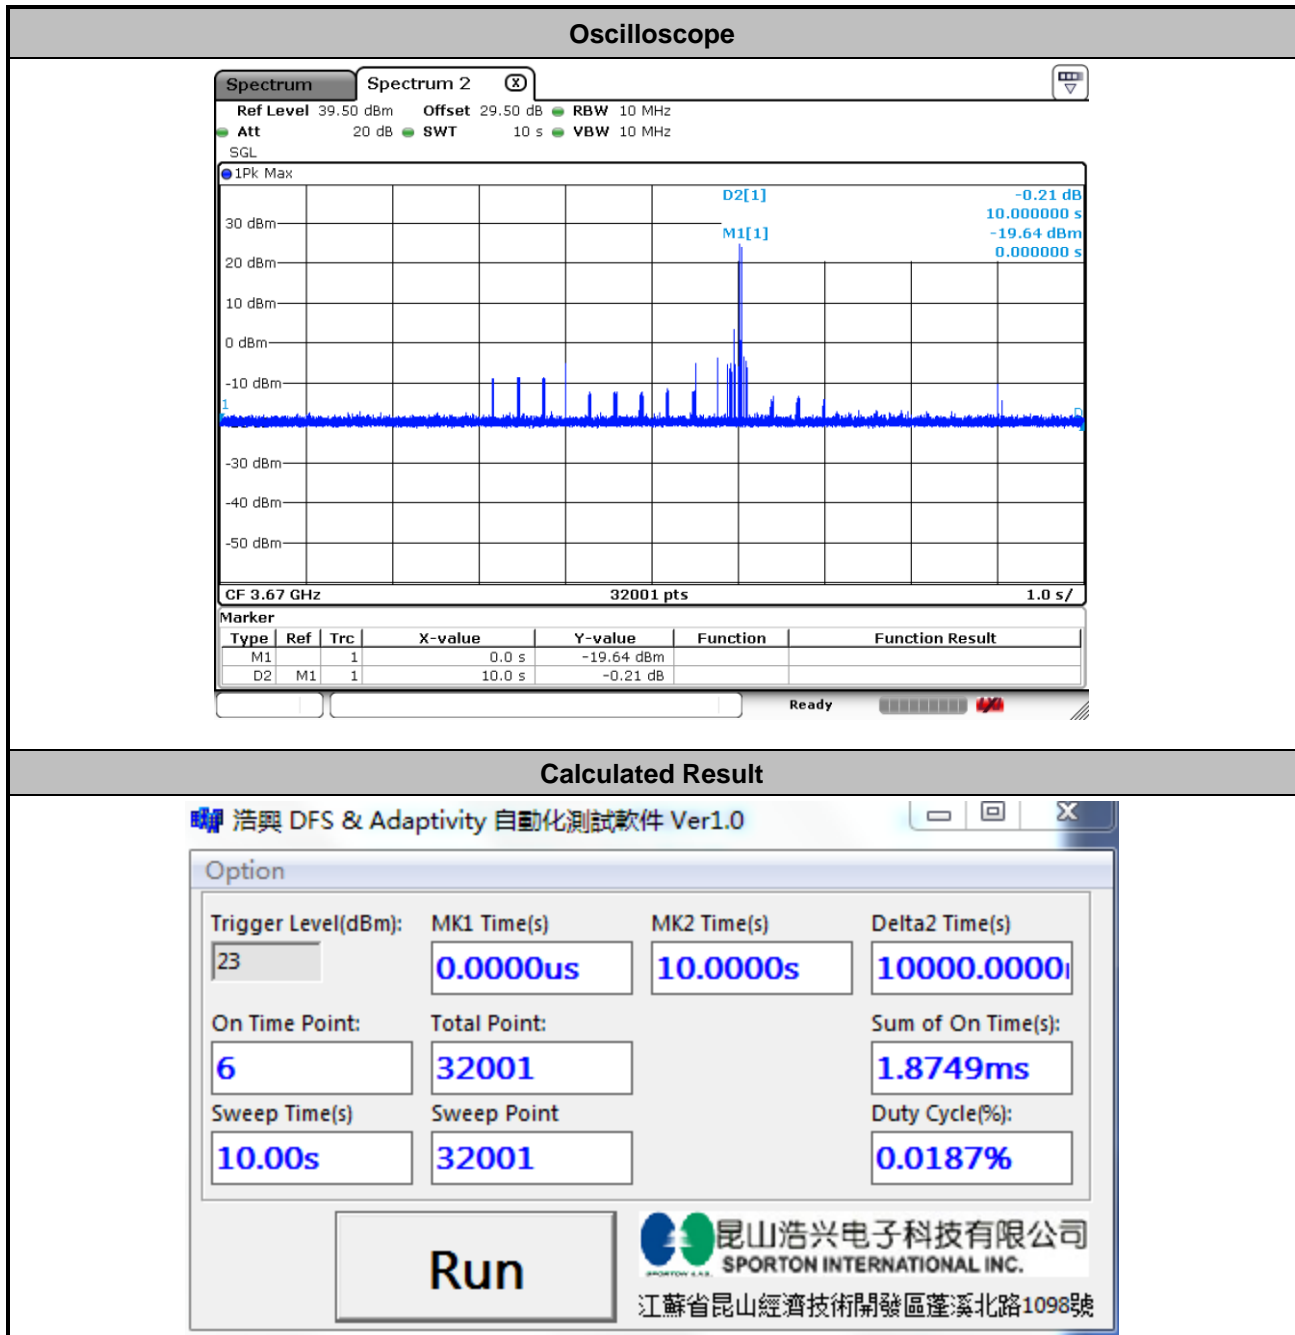 Oscilloscope
Spectrum
Spectrum 2
Ref Level 39.50 dBm Offset 29.50 dB RBW 10 MHz
Att 20 dB SWT 10 s VBW 10 MHz
SGL
1Pk Max
D2[1] -0.21 dB
10.000000 s
M1[1] -19.64 dBm
0.000000 s
30 dBm
20 dBm
10 dBm
0 dBm
-10 dBm
1
-30 dBm
-40 dBm
-50 dBm
CF 3.67 GHz 32001 pts 1.0 s/
Marker
Type Ref Trc X-value Y-value Function Function Result
M1 1 0.0 s -19.64 dBm
D2 M1 1 10.0 s -0.21 dB
Ready
Calculated Result
浩興 DFS & Adaptivity 自動化測試軟件 Ver1.0
Option
Trigger Level(dBm): MK1 Time(s) MK2 Time(s) Delta2 Time(s)
23 0.0000us 10.0000s 10000.0000
On Time Point: Total Point: Sum of On Time(s):
6 32001 1.8749ms
Sweep Time(s) Sweep Point Duty Cycle(%):
10.00s 32001 0.0187%
Run
昆山浩兴电子科技有限公司
SPORTON INTERNATIONAL INC.
江蘇省昆山經濟技術開發區蓬溪北路1098號